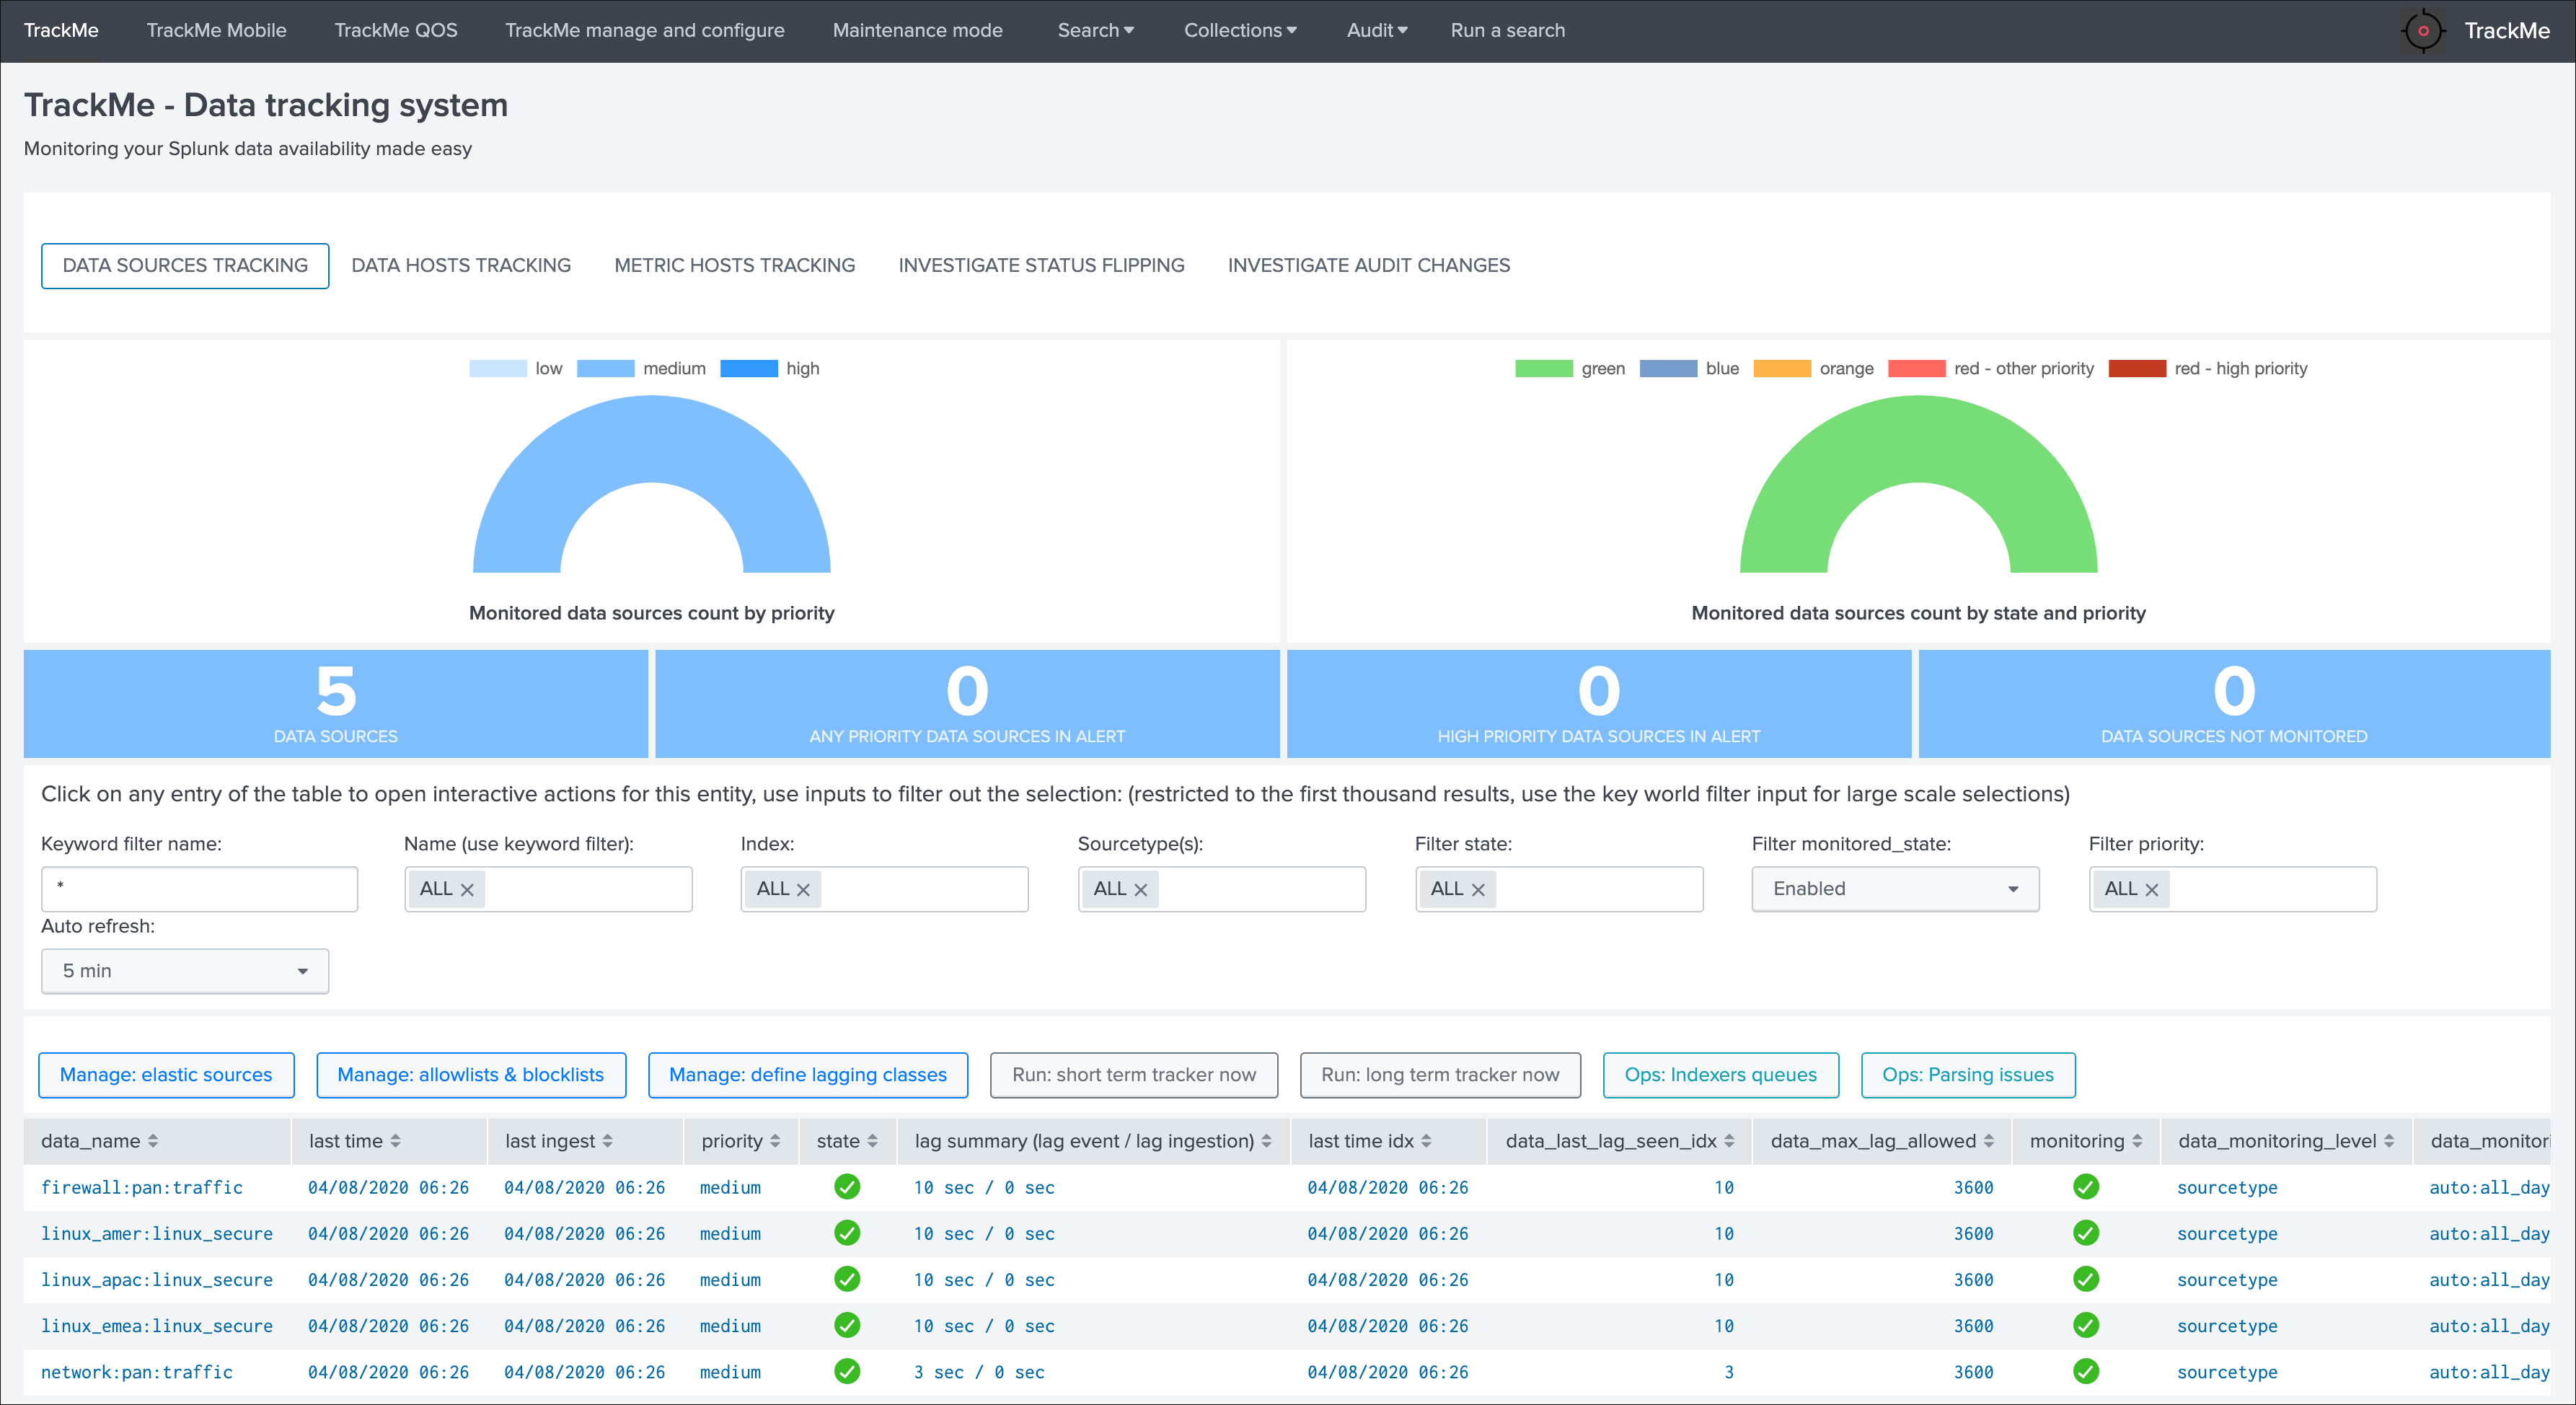 TrackMe TrackMe Mobile TrackMe QOS TrackMe manage and configure Maintenance mode Search Collections Audit Run a search TrackMe
TrackMe - Data tracking system
Monitoring your Splunk data availability made easy
DATA SOURCES TRACKING DATA HOSTS TRACKING METRIC HOSTS TRACKING INVESTIGATE STATUS FLIPPING INVESTIGATE AUDIT CHANGES
low medium high
Monitored data sources count by priority
green blue orange red - other priority red - high priority
Monitored data sources count by state and priority
5
DATA SOURCES
0
ANY PRIORITY DATA SOURCES IN ALERT
0
HIGH PRIORITY DATA SOURCES IN ALERT
0
DATA SOURCES NOT MONITORED
Click on any entry of the table to open interactive actions for this entity, use inputs to filter out the selection: (restricted to the first thousand results, use the key world filter input for large scale selections)
Keyword filter name: Name (use keyword filter): Index: Sourcetype(s): Filter state: Filter monitored_state: Filter priority:
* ALL ALL ALL ALL Enabled ALL
Auto refresh:
5 min
Manage: elastic sources Manage: allowlists & blocklists Manage: define lagging classes Run: short term tracker now Run: long term tracker now Ops: Indexers queues Ops: Parsing issues
data_name last time last ingest priority state lag summary (lag event / lag ingestion) last time idx data_last_lag_seen_idx data_max_lag_allowed monitoring data_monitoring_level data_monitori
firewall:pan:traffic 04/08/2020 06:26 04/08/2020 06:26 medium 10 sec / 0 sec 04/08/2020 06:26 10 3600 sourcetype auto:all_day
linux_amer:linux_secure 04/08/2020 06:26 04/08/2020 06:26 medium 10 sec / 0 sec 04/08/2020 06:26 10 3600 sourcetype auto:all_day
linux_apac:linux_secure 04/08/2020 06:26 04/08/2020 06:26 medium 10 sec / 0 sec 04/08/2020 06:26 10 3600 sourcetype auto:all_day
linux_emea:linux_secure 04/08/2020 06:26 04/08/2020 06:26 medium 10 sec / 0 sec 04/08/2020 06:26 10 3600 sourcetype auto:all_day
network:pan:traffic 04/08/2020 06:26 04/08/2020 06:26 medium 3 sec / 0 sec 04/08/2020 06:26 3 3600 sourcetype auto:all_day